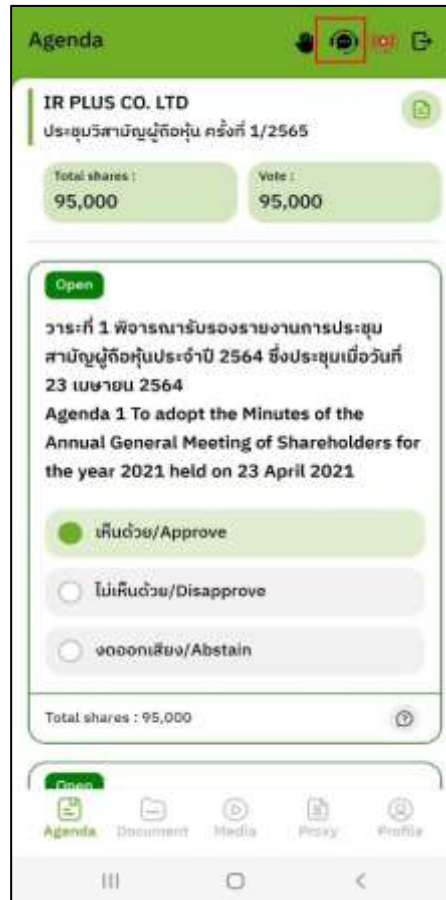 Agenda
IR PLUS CO. LTD
ประชุมวิสามัญผู้ถือหุ้น ครั้งที่ 1/2565
Total shares :
95,000
Vote :
95,000
Open
วาระที่ 1 พิจารณารับรองรายงานการประชุม
สามัญผู้ถือหุ้นประจำปี 2564 ซึ่งประชุมเมื่อวันที่
23 เมษายน 2564
Agenda 1 To adopt the Minutes of the
Annual General Meeting of Shareholders for
the year 2021 held on 23 April 2021
เห็นด้วย/Approve
ไม่เห็นด้วย/Disapprove
งดออกเสียง/Abstain
Total shares : 95,000
Open
Agenda Document Media Proxy Profile